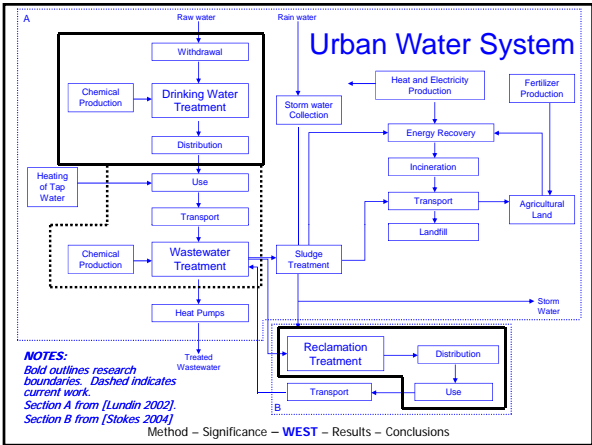 A
Raw water
Rain water
Urban Water System
Withdrawal
Chemical
Production
Drinking Water
Treatment
Distribution
Storm water
Collection
Heat and Electricity
Production
Fertilizer
Production
Energy Recovery
Heating
of Tap
Water
Use
Incineration
Transport
Transport
Agricultural
Land
Landfill
Chemical
Production
Wastewater
Treatment
Sludge
Treatment
Heat Pumps
Storm
Water
Treated
Wastewater
Reclamation
Treatment
Distribution
Transport
Use
B
NOTES:
Bold outlines research
boundaries. Dashed indicates
current work.
Section A from [Lundin 2002].
Section B from [Stokes 2004]
Method – Significance – WEST – Results – Conclusions